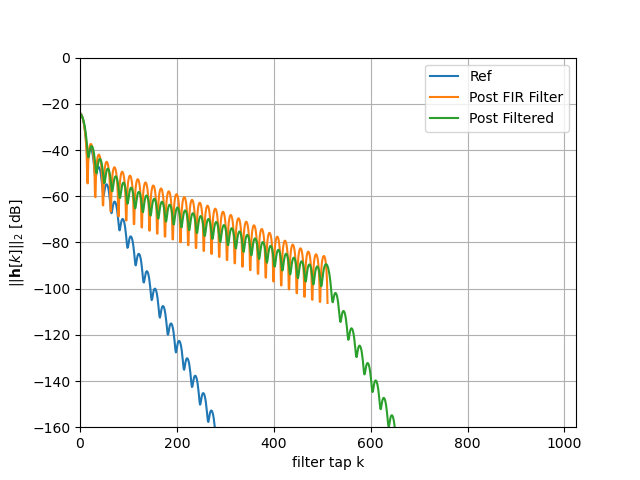 0
−20
−40
−60
−80
−100
−120
−140
−160
||h[k]||₂ [dB]
Ref
Post FIR Filter
Post Filtered
0 200 400 600 800 1000
filter tap k